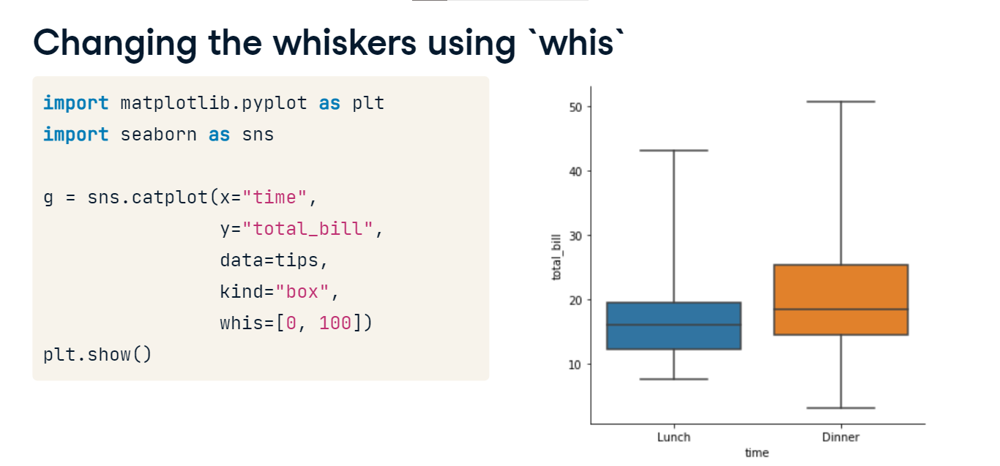 Changing the whiskers using `whis`
import matplotlib.pyplot as plt
import seaborn as sns
g = sns.catplot(x="time",
y="total_bill",
data=tips,
kind="box",
whis=[0, 100])
plt.show()
50
40
30
20
10
total_bill
Lunch
Dinner
time